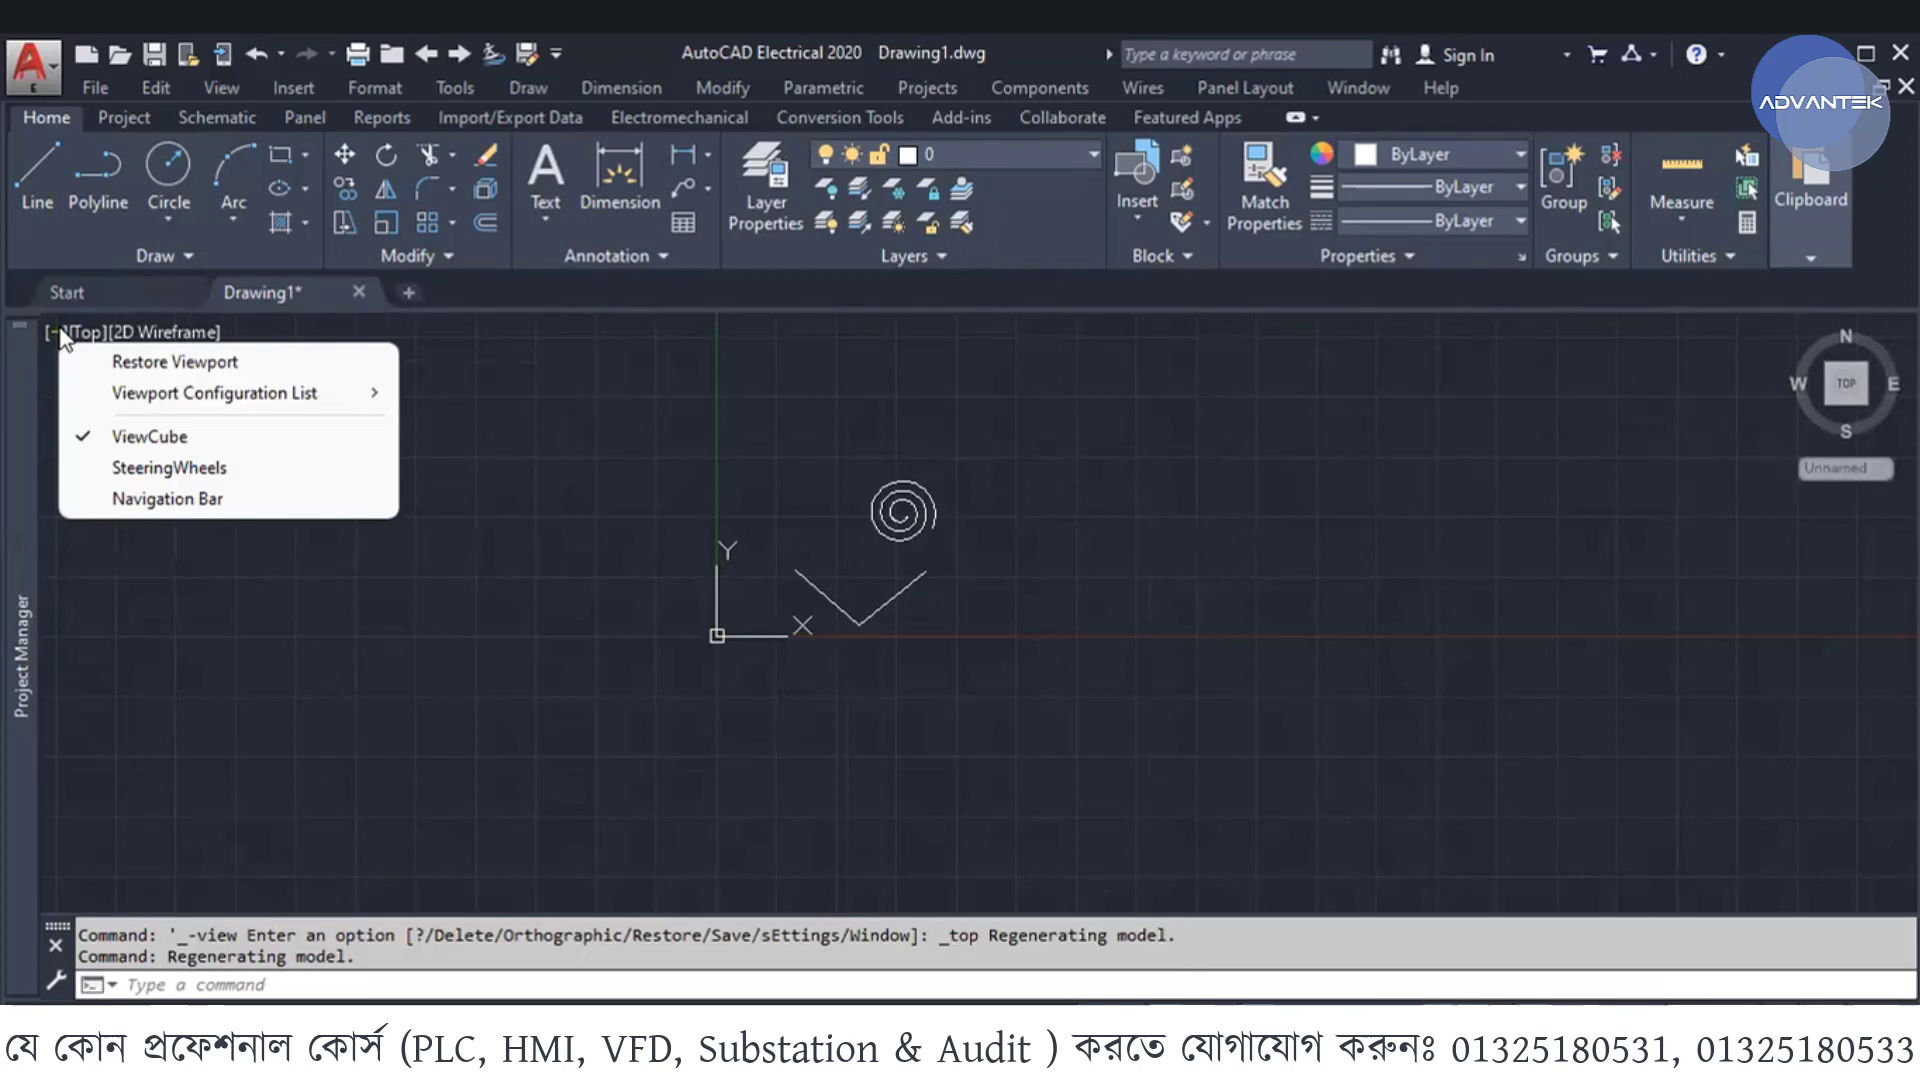 AutoCAD Electrical 2020 Drawing1.dwg
Type a keyword or phrase
Sign In
File Edit View Insert Format Tools Draw Dimension Modify Parametric Projects Components Wires Panel Layout Window Help
ADVANTEK
Home Project Schematic Panel Reports Import/Export Data Electromechanical Conversion Tools Add-ins Collaborate Featured Apps
0
ByLayer
ByLayer
ByLayer
Line Polyline Circle Arc Text Dimension Layer Properties Insert Match Properties Group Measure Clipboard
Draw Modify Annotation Layers Block Properties Groups Utilities
Start Drawing1*
[-][Top][2D Wireframe]
Restore Viewport
Viewport Configuration List
ViewCube
SteeringWheels
Navigation Bar
N
W TOP E
S
Unnamed
Y
X
Project Manager
Command: '_-view Enter an option [?/Delete/Orthographic/Restore/Save/sEttings/Window]: _top Regenerating model.
Command: Regenerating model.
Type a command
যে কোন প্রফেশনাল কোর্স (PLC, HMI, VFD, Substation & Audit ) করতে যোগাযোগ করুনঃ 01325180531, 01325180533